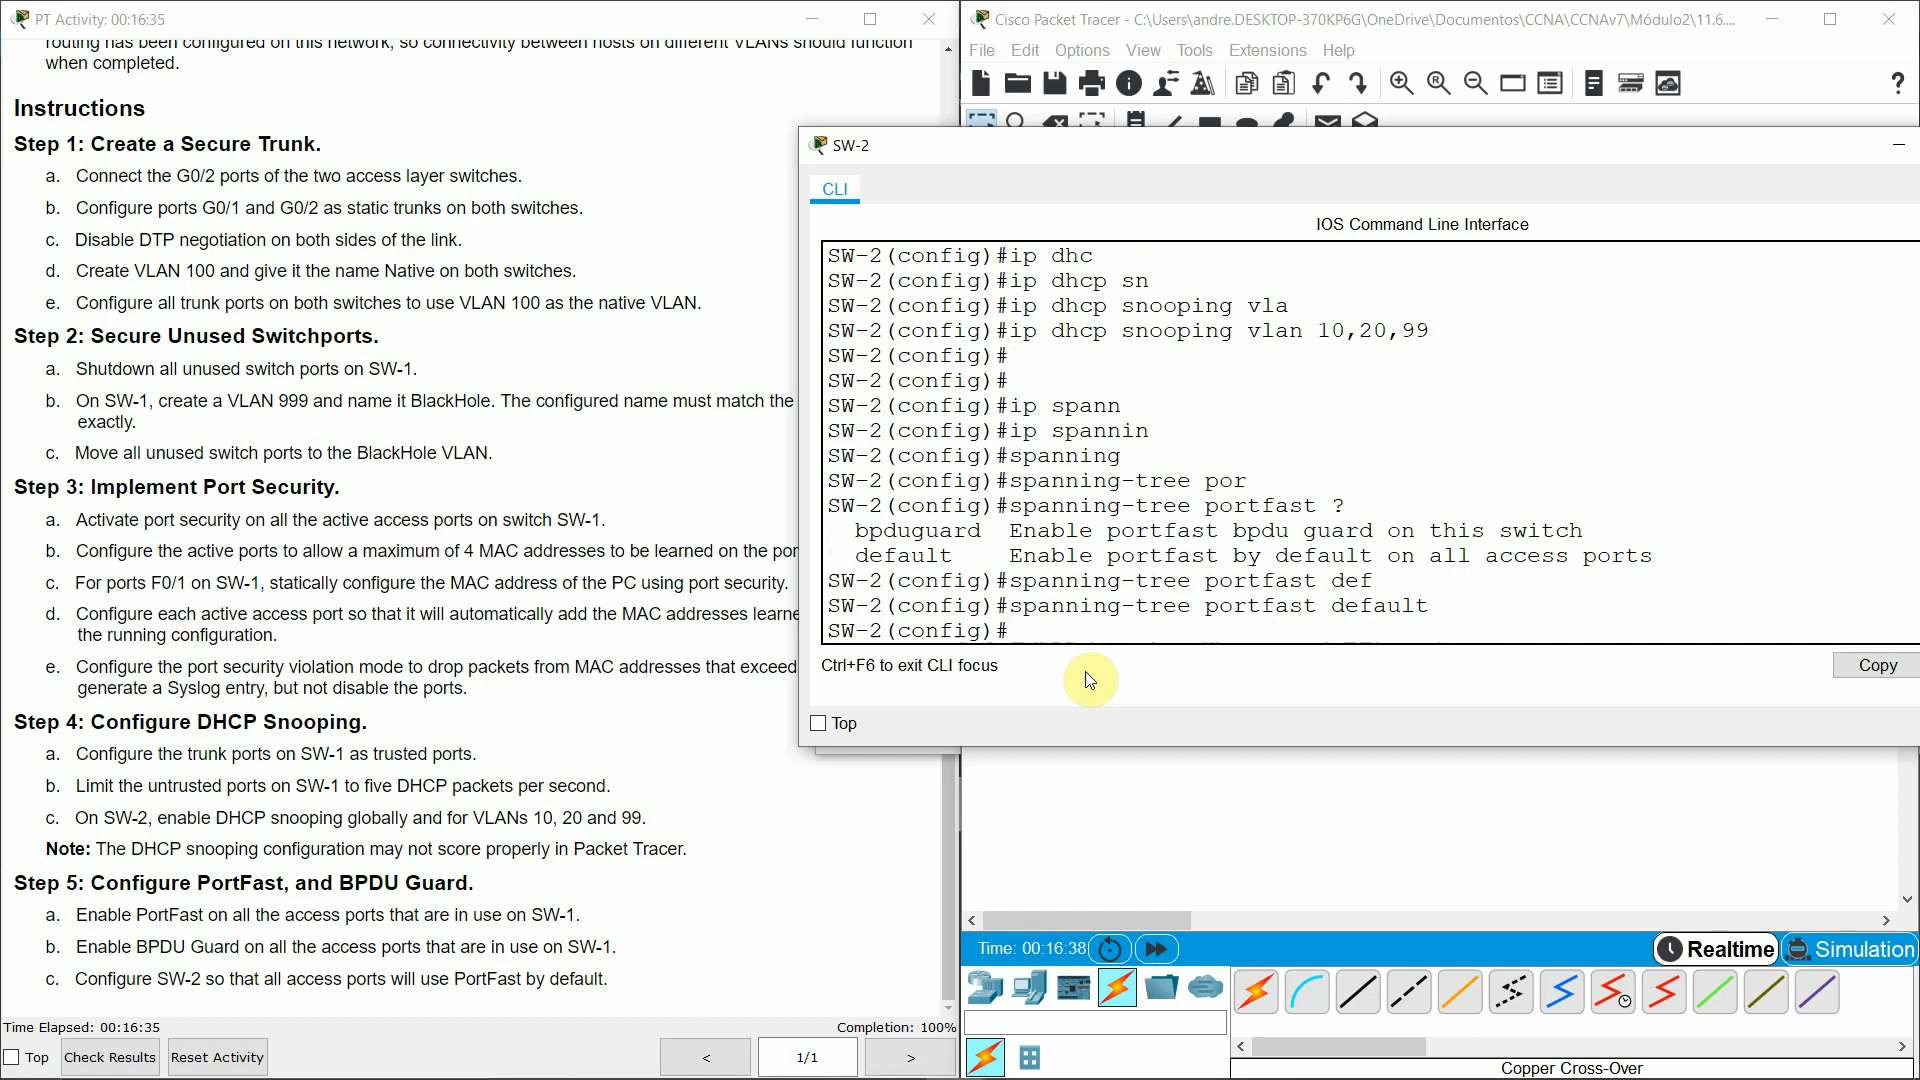 PT Activity: 00:16:35
routing has been configured on this network, so connectivity between hosts on different VLANs should function
when completed.
Instructions
Step 1: Create a Secure Trunk.
a. Connect the G0/2 ports of the two access layer switches.
b. Configure ports G0/1 and G0/2 as static trunks on both switches.
c. Disable DTP negotiation on both sides of the link.
d. Create VLAN 100 and give it the name Native on both switches.
e. Configure all trunk ports on both switches to use VLAN 100 as the native VLAN.
Step 2: Secure Unused Switchports.
a. Shutdown all unused switch ports on SW-1.
b. On SW-1, create a VLAN 999 and name it BlackHole. The configured name must match the
exactly.
c. Move all unused switch ports to the BlackHole VLAN.
Step 3: Implement Port Security.
a. Activate port security on all the active access ports on switch SW-1.
b. Configure the active ports to allow a maximum of 4 MAC addresses to be learned on the por
c. For ports F0/1 on SW-1, statically configure the MAC address of the PC using port security.
d. Configure each active access port so that it will automatically add the MAC addresses learne
the running configuration.
e. Configure the port security violation mode to drop packets from MAC addresses that exceed
generate a Syslog entry, but not disable the ports.
Step 4: Configure DHCP Snooping.
a. Configure the trunk ports on SW-1 as trusted ports.
b. Limit the untrusted ports on SW-1 to five DHCP packets per second.
c. On SW-2, enable DHCP snooping globally and for VLANs 10, 20 and 99.
Note: The DHCP snooping configuration may not score properly in Packet Tracer.
Step 5: Configure PortFast, and BPDU Guard.
a. Enable PortFast on all the access ports that are in use on SW-1.
b. Enable BPDU Guard on all the access ports that are in use on SW-1.
c. Configure SW-2 so that all access ports will use PortFast by default.
Time Elapsed: 00:16:35
Completion: 100%
Top
Check Results
Reset Activity
<
1/1
>
Cisco Packet Tracer - C:\Users\andre.DESKTOP-370KP6G\OneDrive\Documentos\CCNA\CCNAv7\Módulo2\11.6....
File Edit Options View Tools Extensions Help
SW-2
CLI
IOS Command Line Interface
SW-2(config)#ip dhc
SW-2(config)#ip dhcp sn
SW-2(config)#ip dhcp snooping vla
SW-2(config)#ip dhcp snooping vlan 10,20,99
SW-2(config)#
SW-2(config)#
SW-2(config)#ip spann
SW-2(config)#ip spannin
SW-2(config)#spanning
SW-2(config)#spanning-tree por
SW-2(config)#spanning-tree portfast ?
bpduguard Enable portfast bpdu guard on this switch
default Enable portfast by default on all access ports
SW-2(config)#spanning-tree portfast def
SW-2(config)#spanning-tree portfast default
SW-2(config)#
Ctrl+F6 to exit CLI focus
Copy
Top
Time: 00:16:38
Realtime
Simulation
Copper Cross-Over